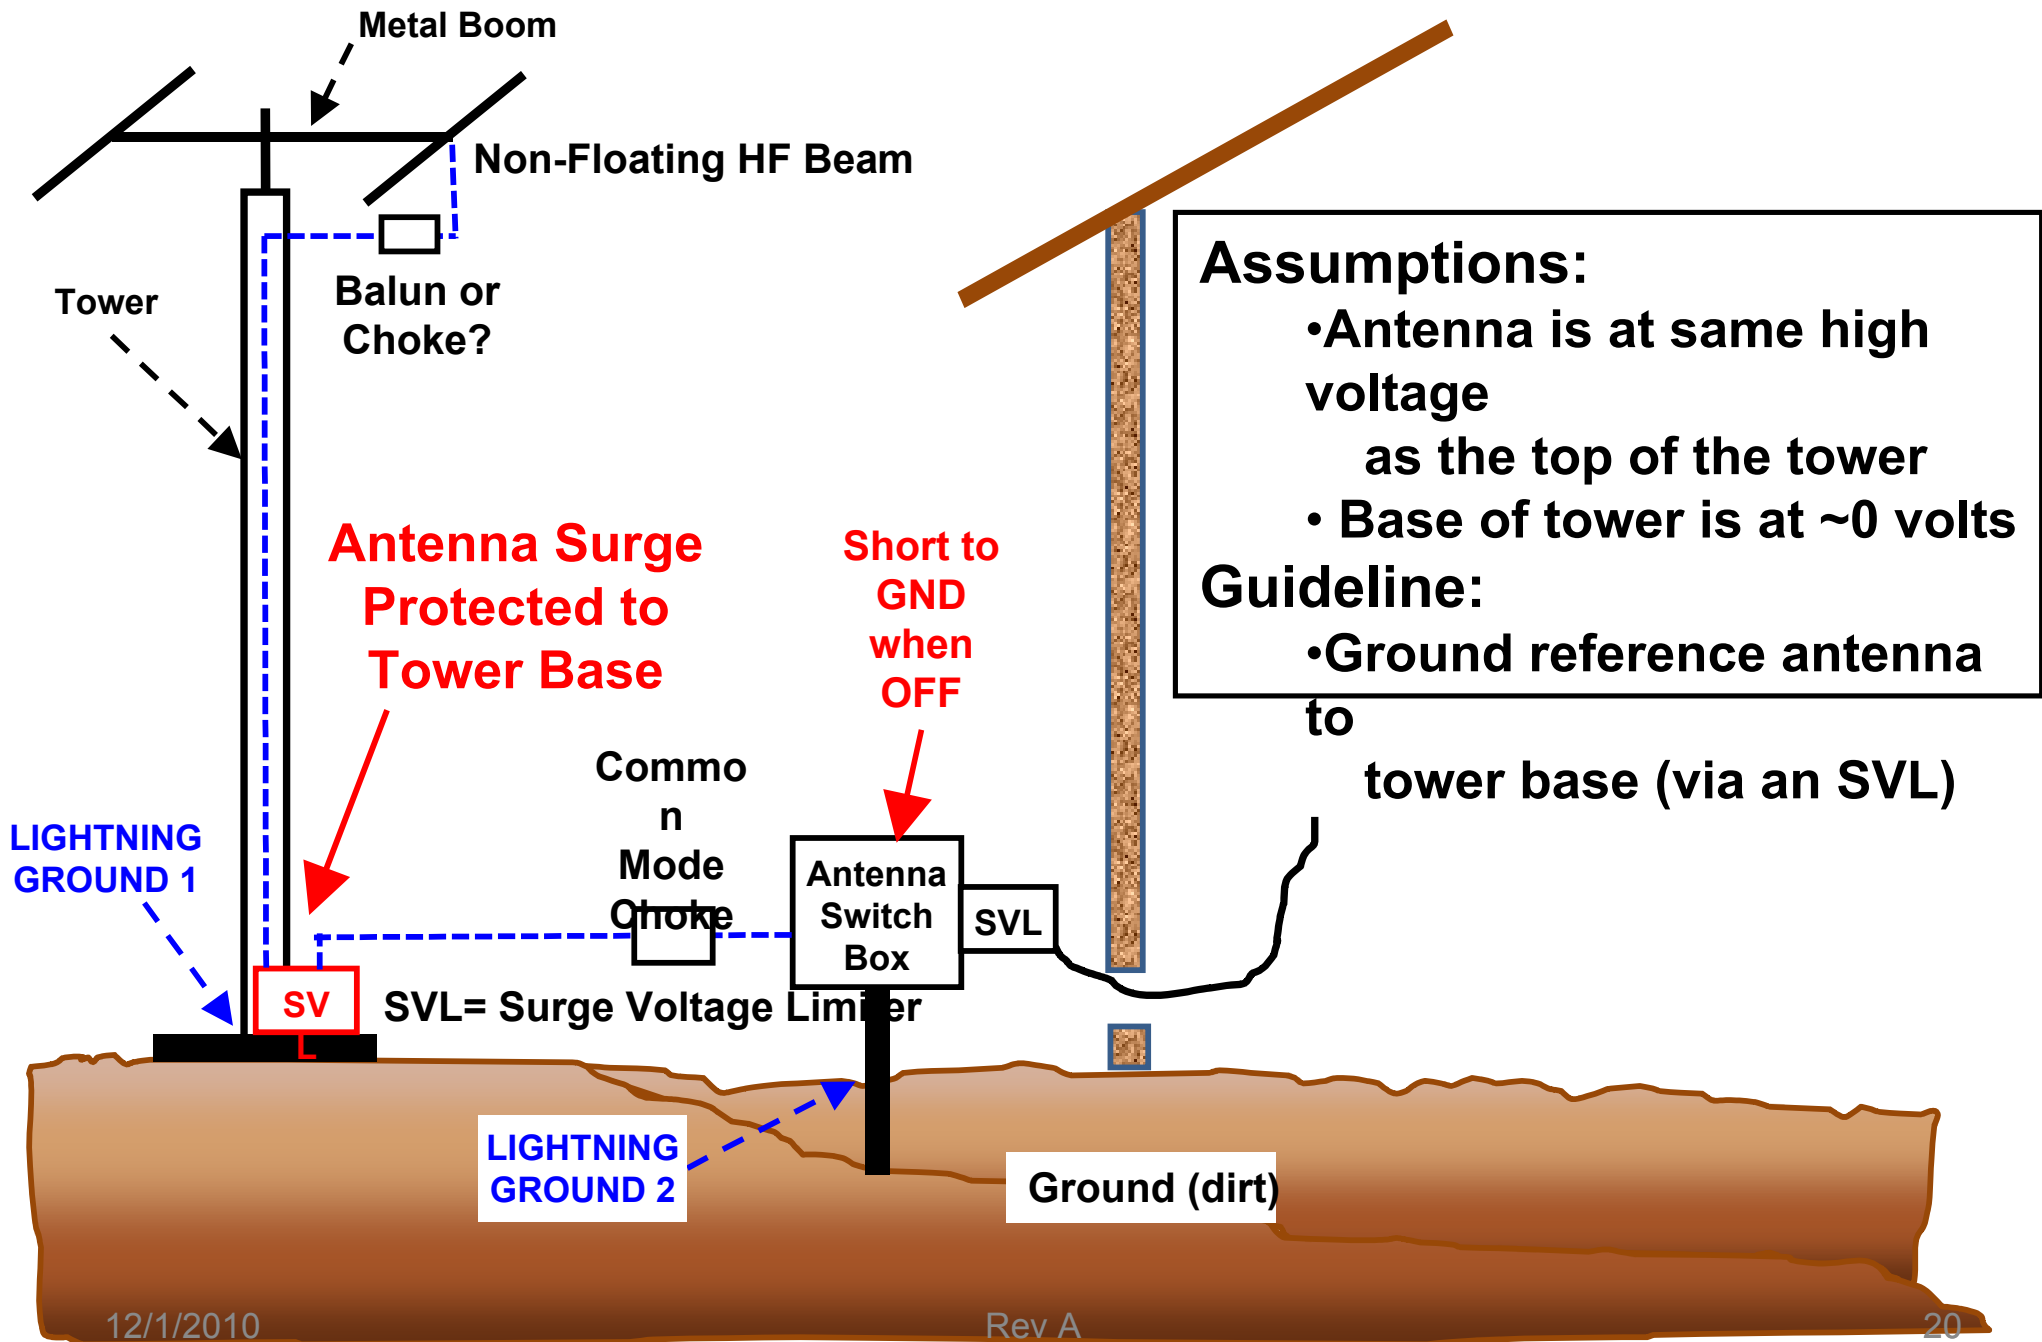 Metal Boom
Non-Floating HF Beam
Balun or
Choke?
Tower
Antenna Surge
Protected to
Tower Base
Short to
GND
when
OFF
Assumptions:
•Antenna is at same high
voltage
as the top of the tower
• Base of tower is at ~0 volts
Guideline:
•Ground reference antenna
to
tower base (via an SVL)
Commo
n
Mode
Choke
LIGHTNING
GROUND 1
Antenna
Switch
Box
SVL
SV
L
SVL= Surge Voltage Limiter
LIGHTNING
GROUND 2
Ground (dirt)
12/1/2010
Rev A
20